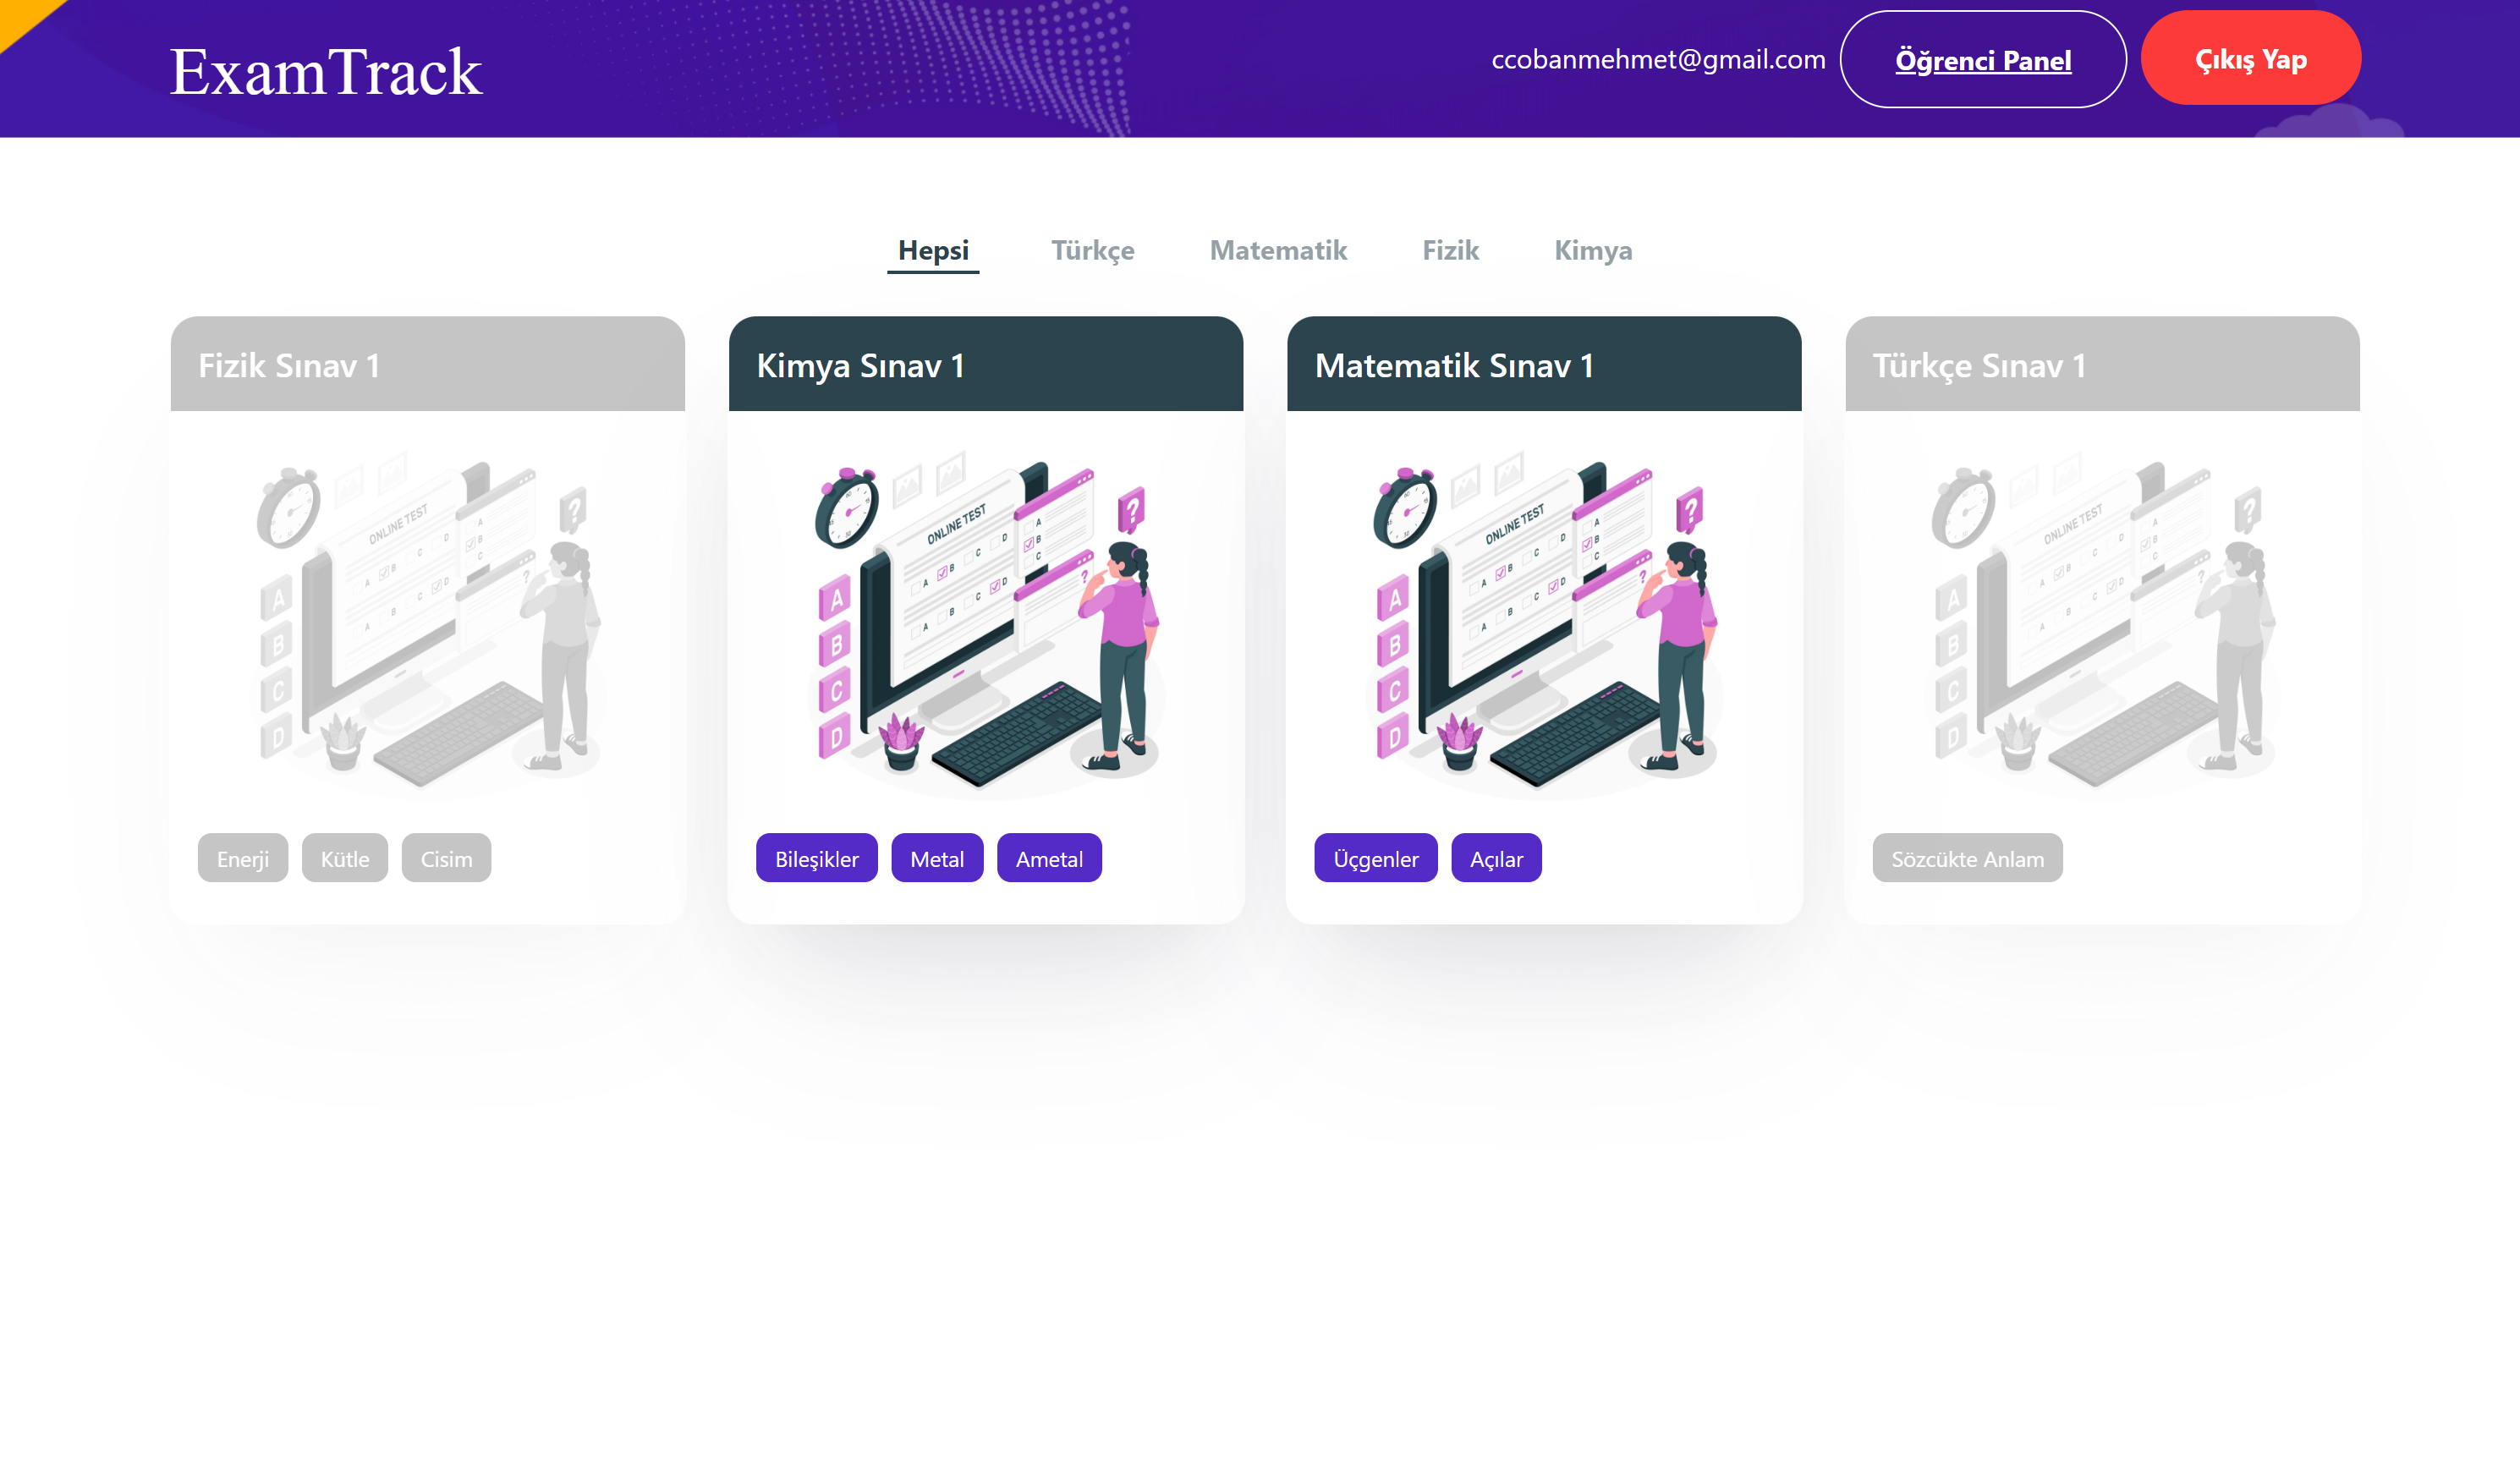 ExamTrack
ccobanmehmet@gmail.com
Öğrenci Panel
Çıkış Yap
Hepsi Türkçe Matematik Fizik Kimya
Fizik Sınav 1
ONLINE TEST
A B C D
A B C D
A
B
C
?
?
A
B
C
D
Enerji Kütle Cisim
Kimya Sınav 1
ONLINE TEST
A B C D
A B C D
A
B
C
?
?
A
B
C
D
Bileşikler Metal Ametal
Matematik Sınav 1
ONLINE TEST
A B C D
A B C D
A
B
C
?
?
A
B
C
D
Üçgenler Açılar
Türkçe Sınav 1
ONLINE TEST
A B C D
A B C D
A
B
C
?
?
A
B
C
D
Sözcükte Anlam